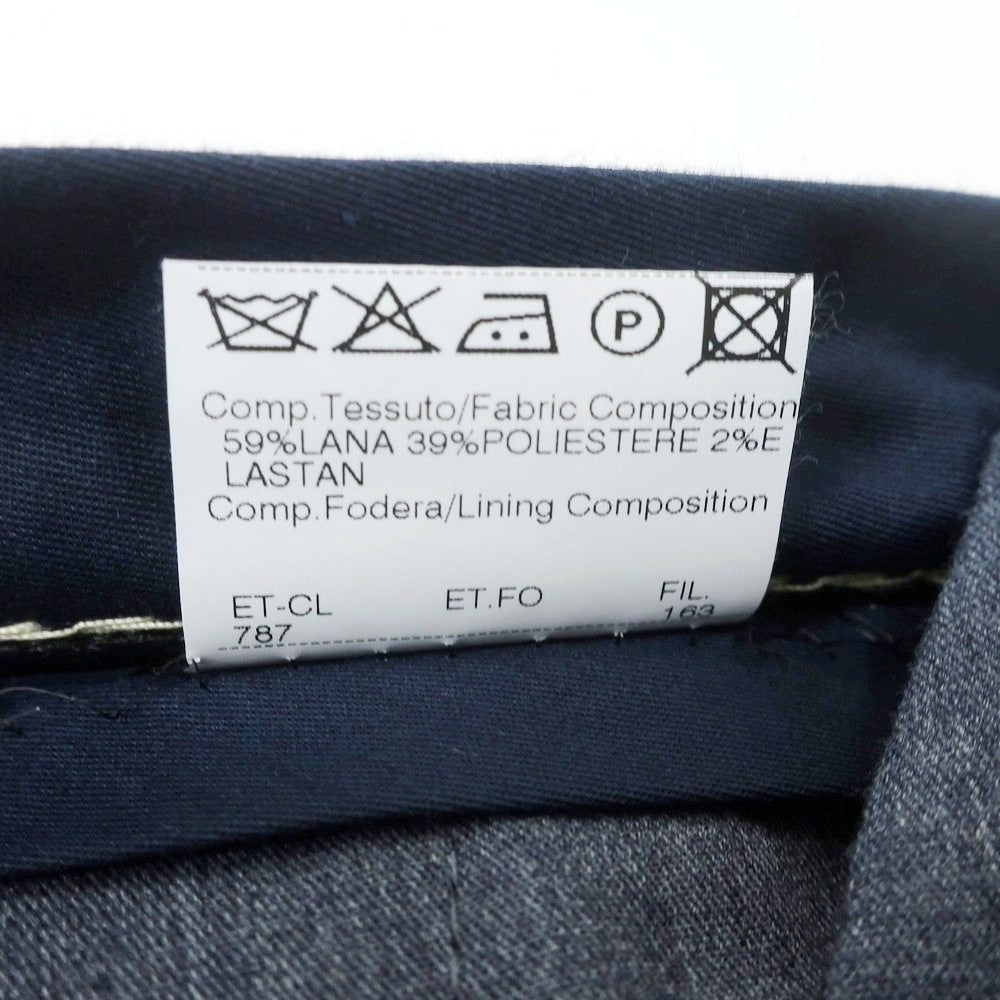 P
Comp.Tessuto/Fabric Composition
59%LANA 39%POLIESTERE 2%E
LASTAN
Comp.Fodera/Lining Composition
ET-CL ET.FO FIL.
787 163